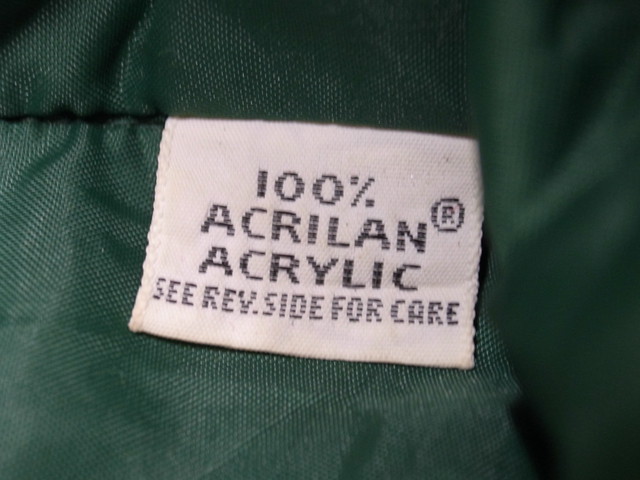 100%
ACRILAN®
ACRYLIC
SEE REV.SIDE FOR CARE